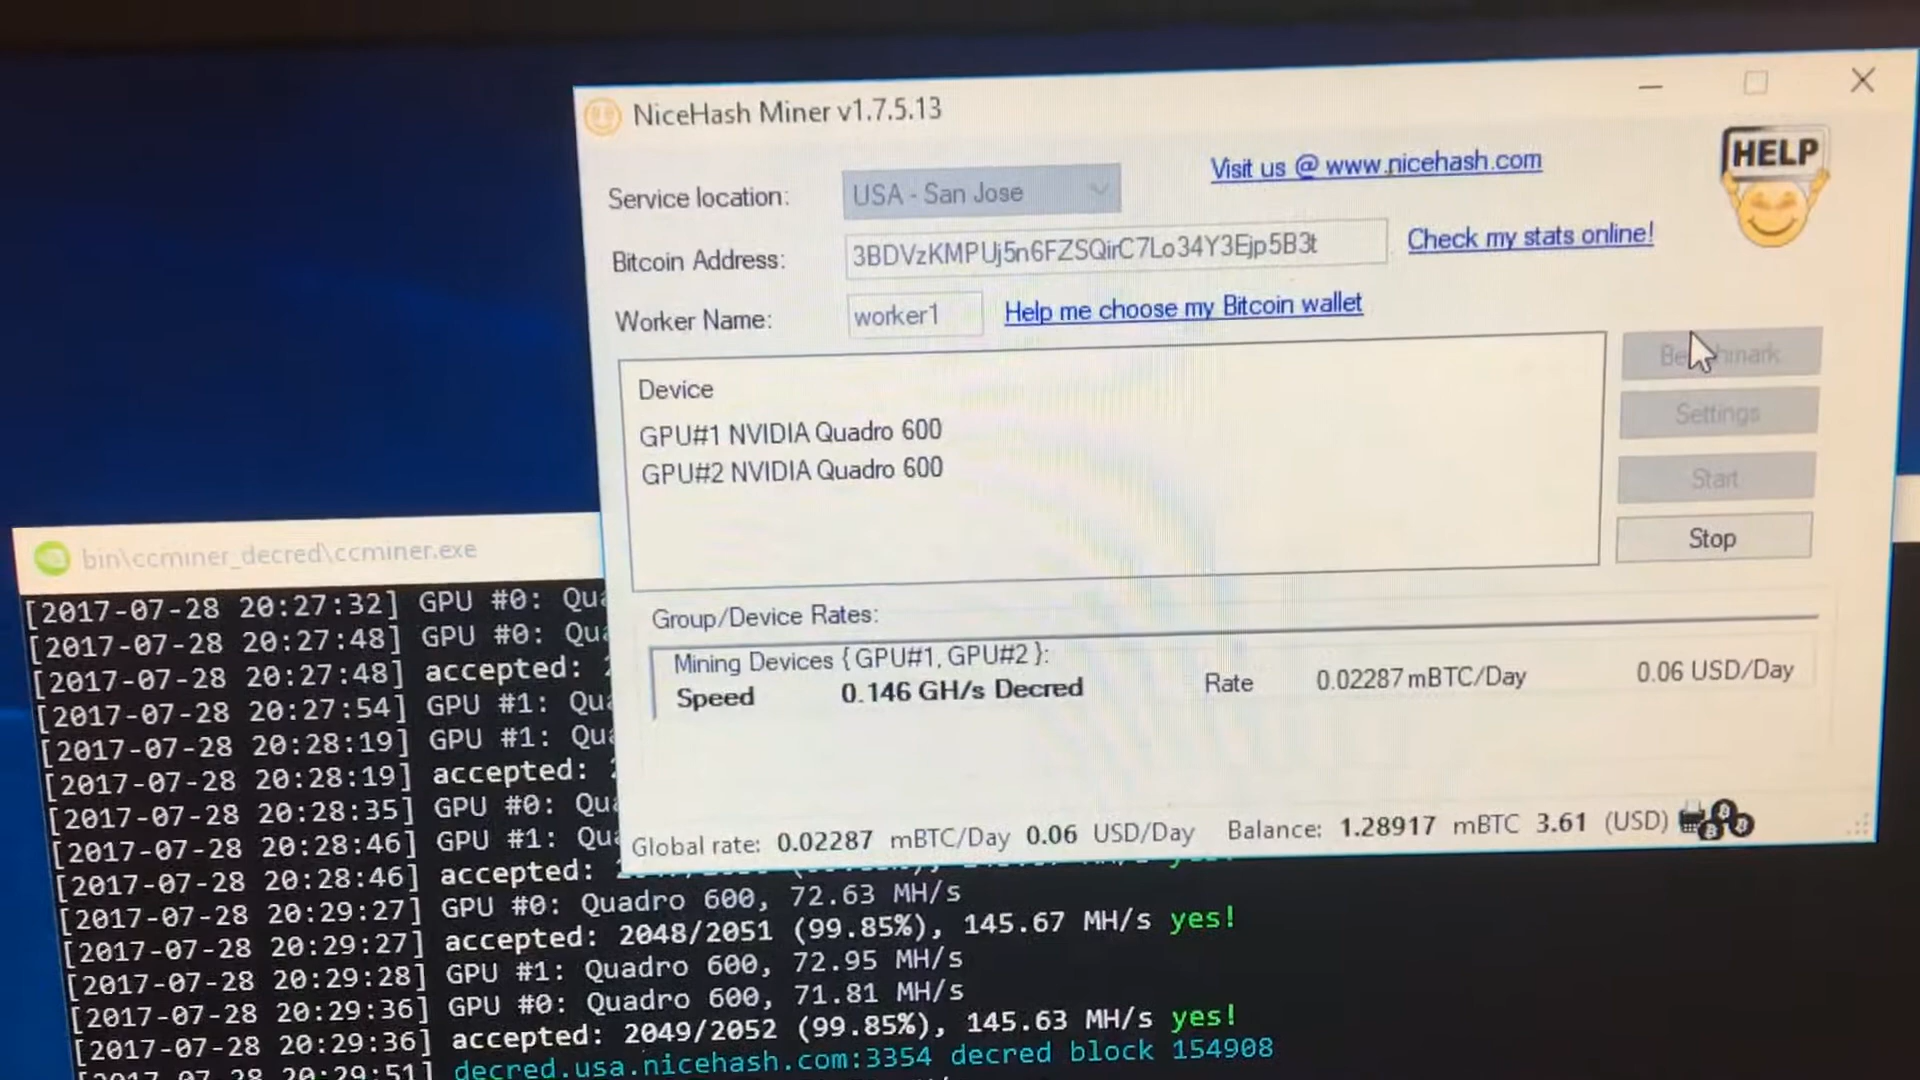 NiceHash Miner v1.7.5.13
HELP
Service location: USA - San Jose
Visit us @ www.nicehash.com
Bitcoin Address: 3BDVzKMPUj5n6FZSQirC7Lo34Y3Ejp5B3t
Check my stats online!
Worker Name: worker1
Help me choose my Bitcoin wallet
Device
GPU#1 NVIDIA Quadro 600
GPU#2 NVIDIA Quadro 600
Benchmark
Settings
Start
Stop
Group/Device Rates:
Mining Devices { GPU#1, GPU#2 }:
Speed 0.146 GH/s Decred Rate 0.02287 mBTC/Day 0.06 USD/Day
Global rate: 0.02287 mBTC/Day 0.06 USD/Day Balance: 1.28917 mBTC 3.61 (USD)
bin\ccminer_decred\ccminer.exe
[2017-07-28 20:27:32] GPU #0:
[2017-07-28 20:27:48] GPU #0:
[2017-07-28 20:27:48] accepted:
[2017-07-28 20:27:54] GPU #1:
[2017-07-28 20:28:19] GPU #1:
[2017-07-28 20:28:19] accepted:
[2017-07-28 20:28:35] GPU #0:
[2017-07-28 20:28:46] GPU #1:
[2017-07-28 20:28:46] accepted:
[2017-07-28 20:29:27] GPU #0: Quadro 600, 72.63 MH/s
[2017-07-28 20:29:27] accepted: 2048/2051 (99.85%), 145.67 MH/s yes!
[2017-07-28 20:29:28] GPU #1: Quadro 600, 72.95 MH/s
[2017-07-28 20:29:36] GPU #0: Quadro 600, 71.81 MH/s
[2017-07-28 20:29:36] accepted: 2049/2052 (99.85%), 145.63 MH/s yes!
[2017-07-28 20:29:51] decred.usa.nicehash.com:3354 decred block 154908